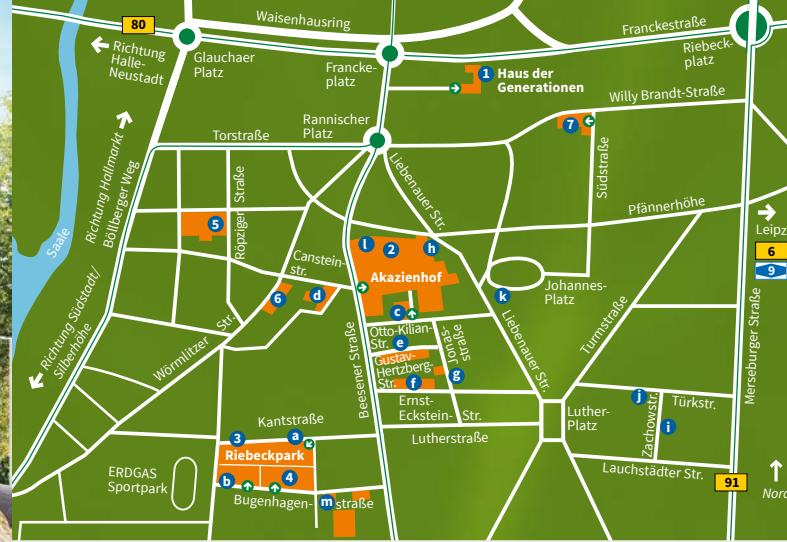 80
Waisenhausring
Franckestraße
Riebeck-
platz
Richtung
Halle-
Neustadt
Glauchaer
Platz
Francke-
platz
1
Haus der
Generationen
Willy Brandt-Straße
7
Rannischer
Platz
Torstraße
Richtung Hallmarkt
Böllberger Weg
Röpziger Straße
Liebenauer Str.
Südstraße
Pfännerhöhe
Saale
5
Leipz
6
9
l
2
h
Akazienhof
Canstein-
str.
6
d
c
k
Johannes-
Platz
Richtung Südstadt/
Silberhöhe
Wörmlitzer Str.
Beesener Straße
Otto-Kilian-
Str.
e
Gustav-
Hertzberg-
Str.
f
g
Jonas-
straße
Liebenauer Str.
Turmstraße
Merseburger Straße
Ernst-
Eckstein- Str.
Luther-
Platz
j
Türkstr.
Zachowstr.
i
Kantstraße
3
a
Riebeckpark
Lutherstraße
Lauchstädter Str.
ERDGAS
Sportpark
b
4
91
Bugenhagen-
m
straße
Nord